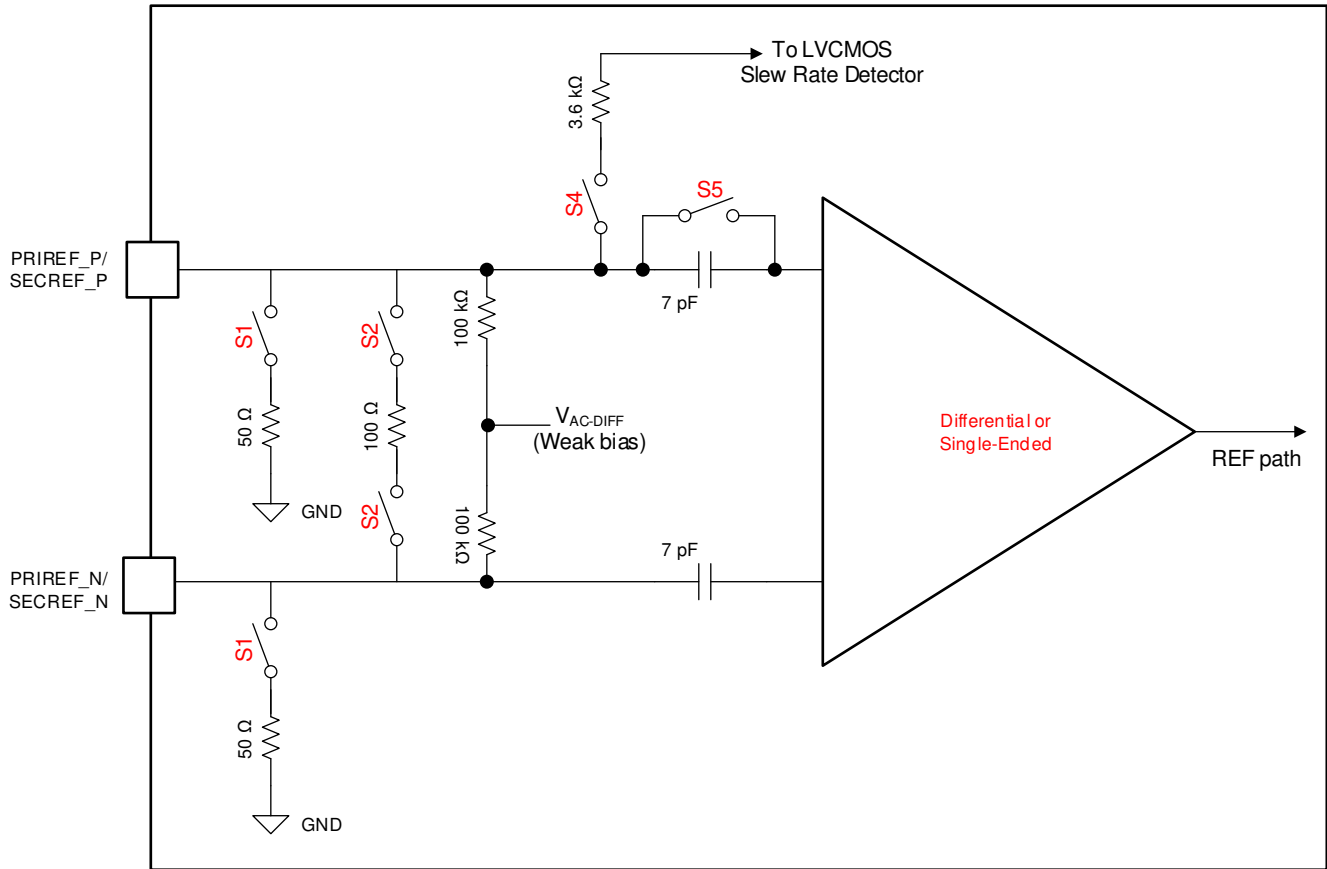 To LVCMOS
Slew Rate Detector
3.6 kΩ
S4
S5
PRIREF_P/
SECREF_P
7 pF
S1
S2
100 kΩ
50 Ω
100 Ω
VAC-DIFF
(Weak bias)
Differential or
Single-Ended
REF path
GND
S2
100 kΩ
7 pF
PRIREF_N/
SECREF_N
S1
50 Ω
GND